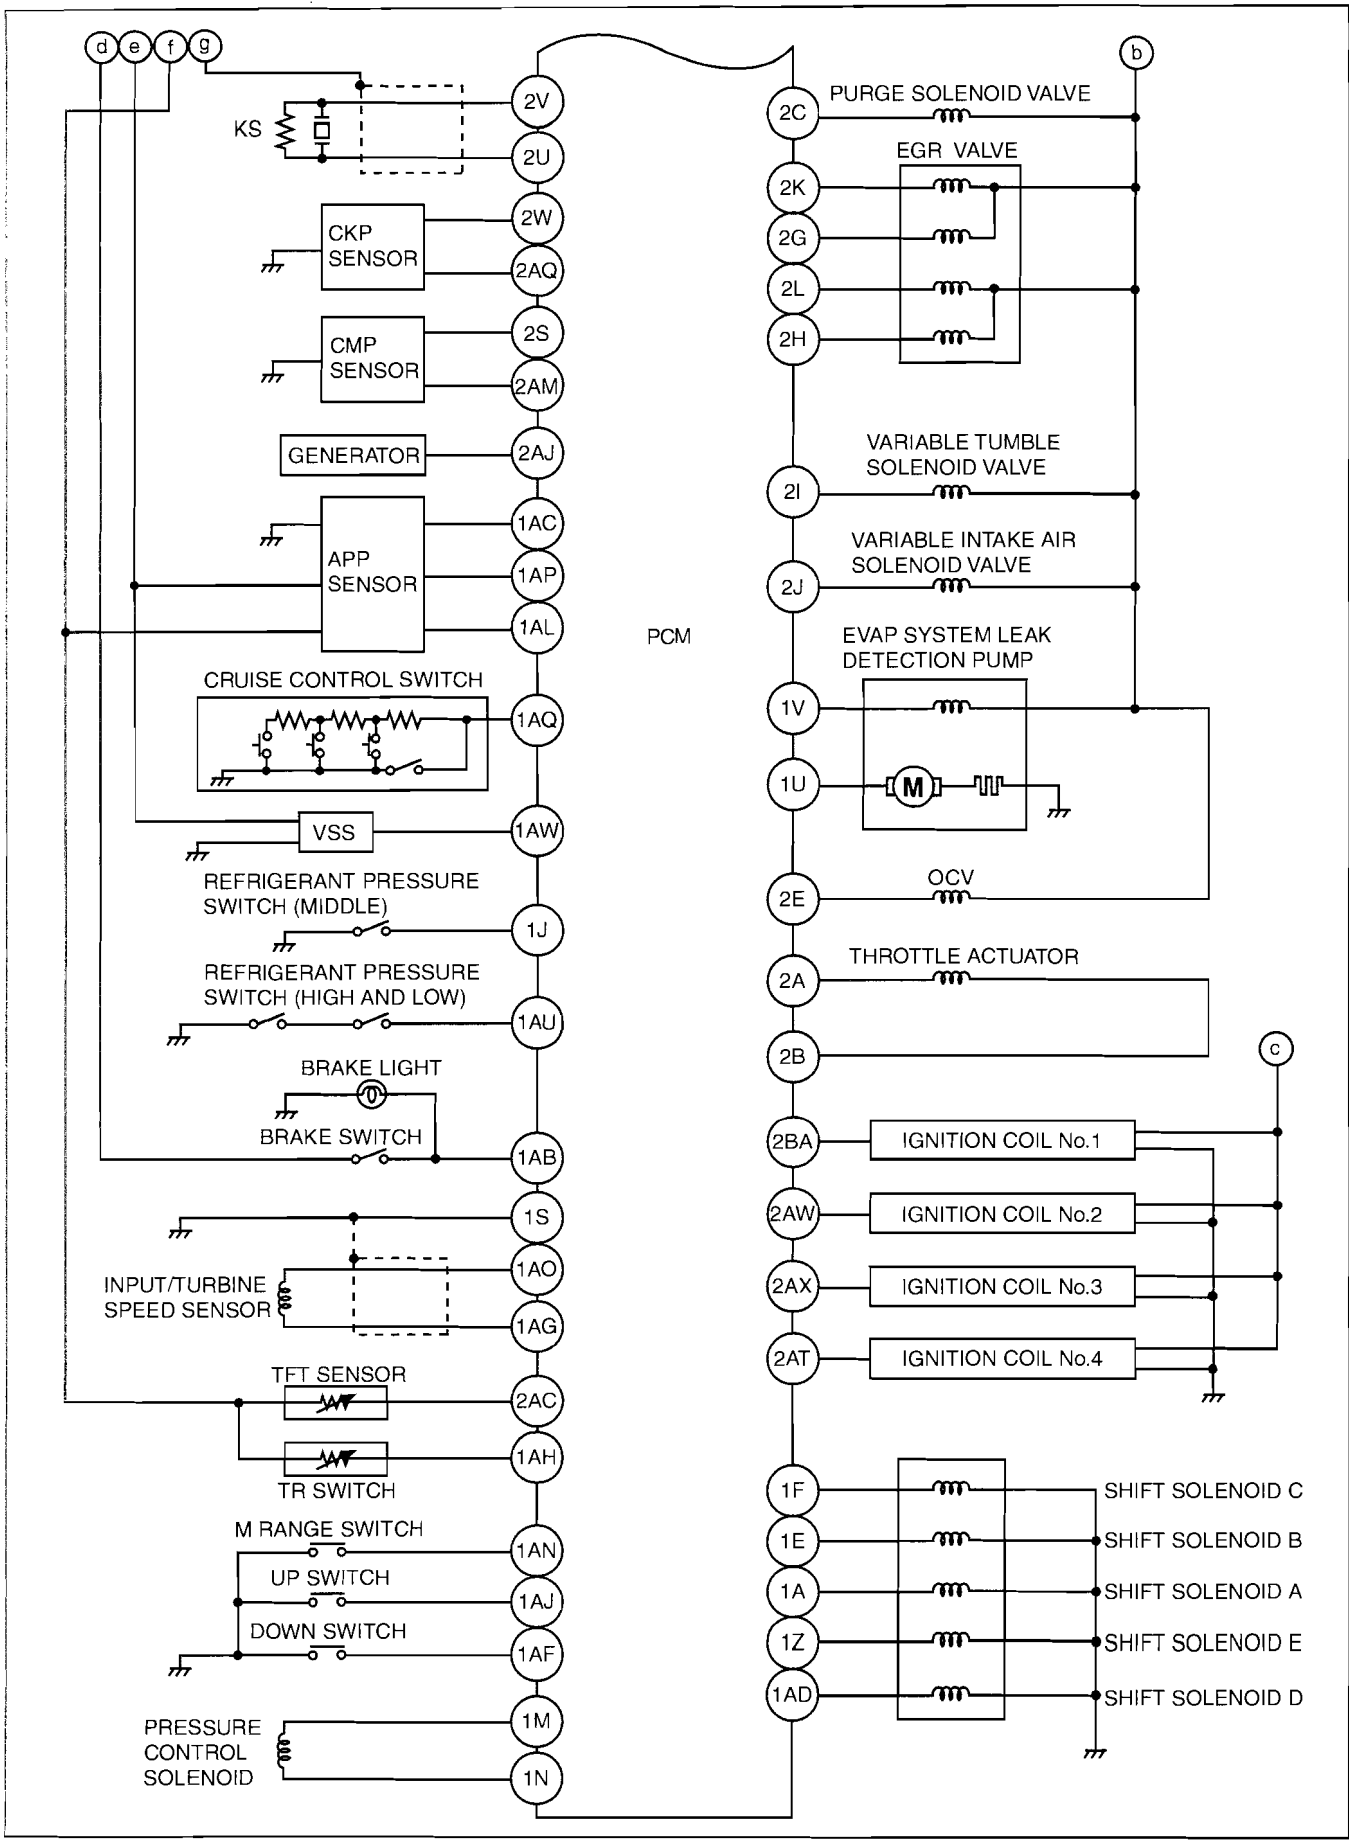 d e f g
b
KS
2V
2U
CKP
SENSOR
2W
2AQ
CMP
SENSOR
2S
2AM
GENERATOR
2AJ
APP
SENSOR
1AC
1AP
1AL
CRUISE CONTROL SWITCH
1AQ
VSS
1AW
REFRIGERANT PRESSURE
SWITCH (MIDDLE)
1J
REFRIGERANT PRESSURE
SWITCH (HIGH AND LOW)
1AU
BRAKE LIGHT
BRAKE SWITCH
1AB
1S
INPUT/TURBINE
SPEED SENSOR
1AO
1AG
TFT SENSOR
2AC
1AH
TR SWITCH
M RANGE SWITCH
1AN
UP SWITCH
1AJ
DOWN SWITCH
1AF
PRESSURE
CONTROL
SOLENOID
1M
1N
PCM
2C
PURGE SOLENOID VALVE
EGR VALVE
2K
2G
2L
2H
VARIABLE TUMBLE
SOLENOID VALVE
2I
VARIABLE INTAKE AIR
SOLENOID VALVE
2J
EVAP SYSTEM LEAK
DETECTION PUMP
1V
1U
M
OCV
2E
THROTTLE ACTUATOR
2A
2B
c
2BA
IGNITION COIL No.1
2AW
IGNITION COIL No.2
2AX
IGNITION COIL No.3
2AT
IGNITION COIL No.4
1F
SHIFT SOLENOID C
1E
SHIFT SOLENOID B
1A
SHIFT SOLENOID A
1Z
SHIFT SOLENOID E
1AD
SHIFT SOLENOID D